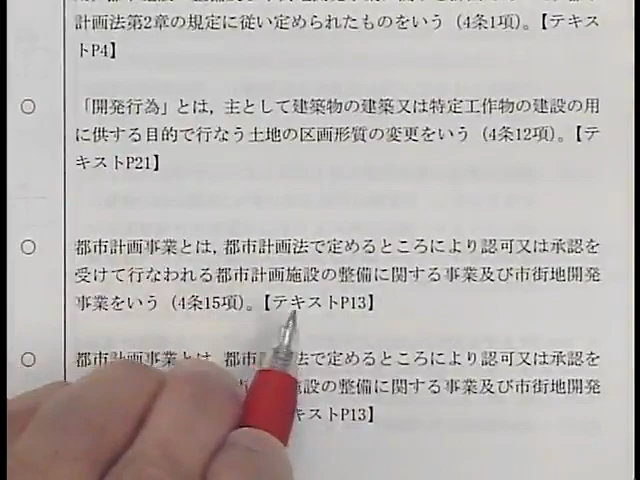 計画法第2章の規定に従い定められたものをいう（4条1項）。【テキス
トP4】
○ 「開発行為」とは，主として建築物の建築又は特定工作物の建設の用
に供する目的で行なう土地の区画形質の変更をいう（4条12項）。【テ
キストP21】
○ 都市計画事業とは，都市計画法で定めるところにより認可又は承認を
受けて行なわれる都市計画施設の整備に関する事業及び市街地開発
事業をいう（4条15項）。【テキストP13】
○ 都市計画事業とは，都市 法で定めるところにより認可又は承認を
施設の整備に関する事業及び市街地開発
キストP13】